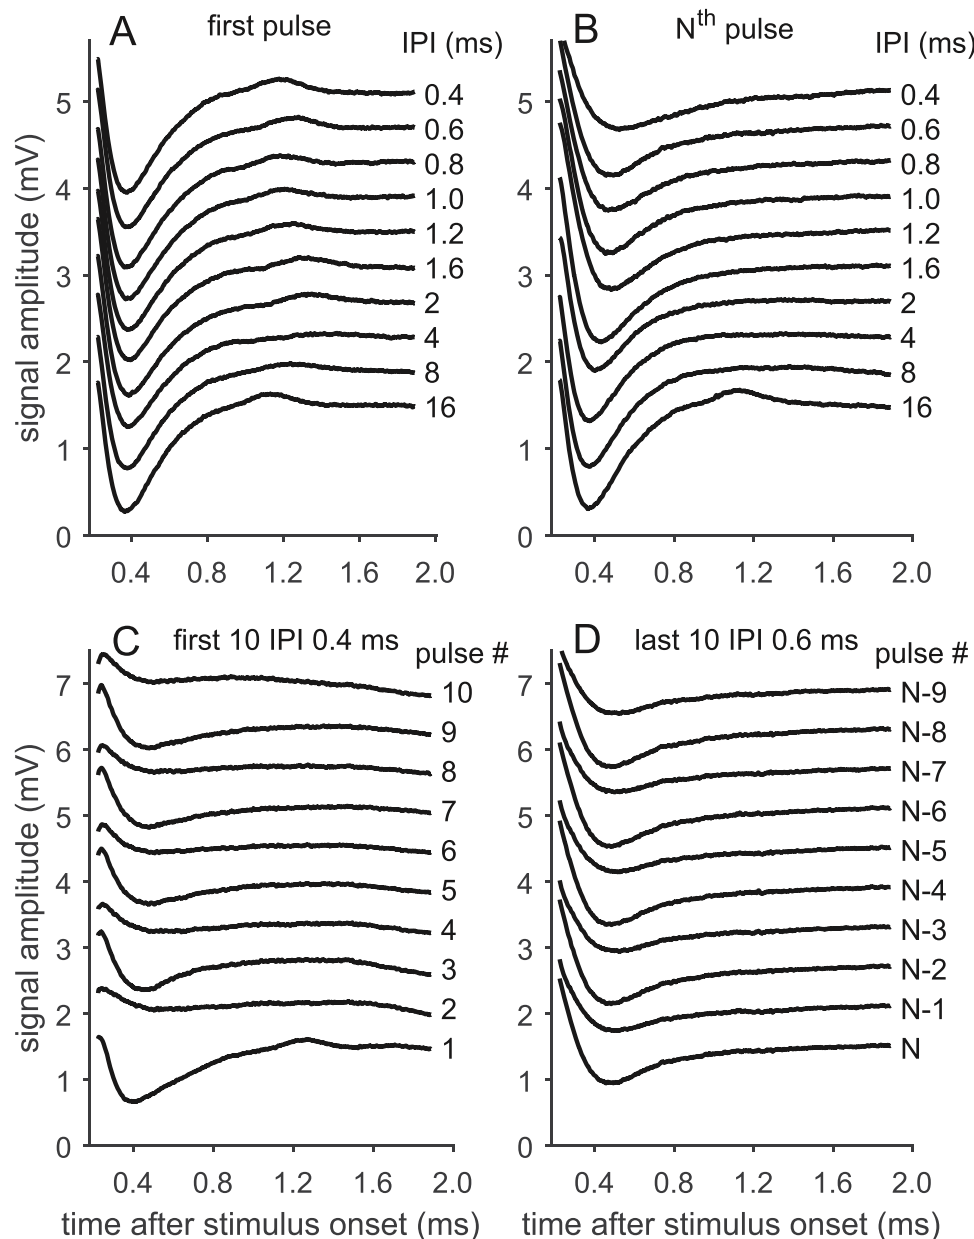 A first pulse IPI (ms)
0.4
0.6
0.8
1.0
1.2
1.6
2
4
8
16
signal amplitude (mV)
5
4
3
2
1
0
0.4 0.8 1.2 1.6 2.0
B Nth pulse IPI (ms)
0.4
0.6
0.8
1.0
1.2
1.6
2
4
8
16
5
4
3
2
1
0
0.4 0.8 1.2 1.6 2.0
C first 10 IPI 0.4 ms pulse #
10
9
8
7
6
5
4
3
2
1
signal amplitude (mV)
7
6
5
4
3
2
1
0
0.4 0.8 1.2 1.6 2.0
time after stimulus onset (ms)
D last 10 IPI 0.6 ms pulse #
N-9
N-8
N-7
N-6
N-5
N-4
N-3
N-2
N-1
N
7
6
5
4
3
2
1
0
0.4 0.8 1.2 1.6 2.0
time after stimulus onset (ms)